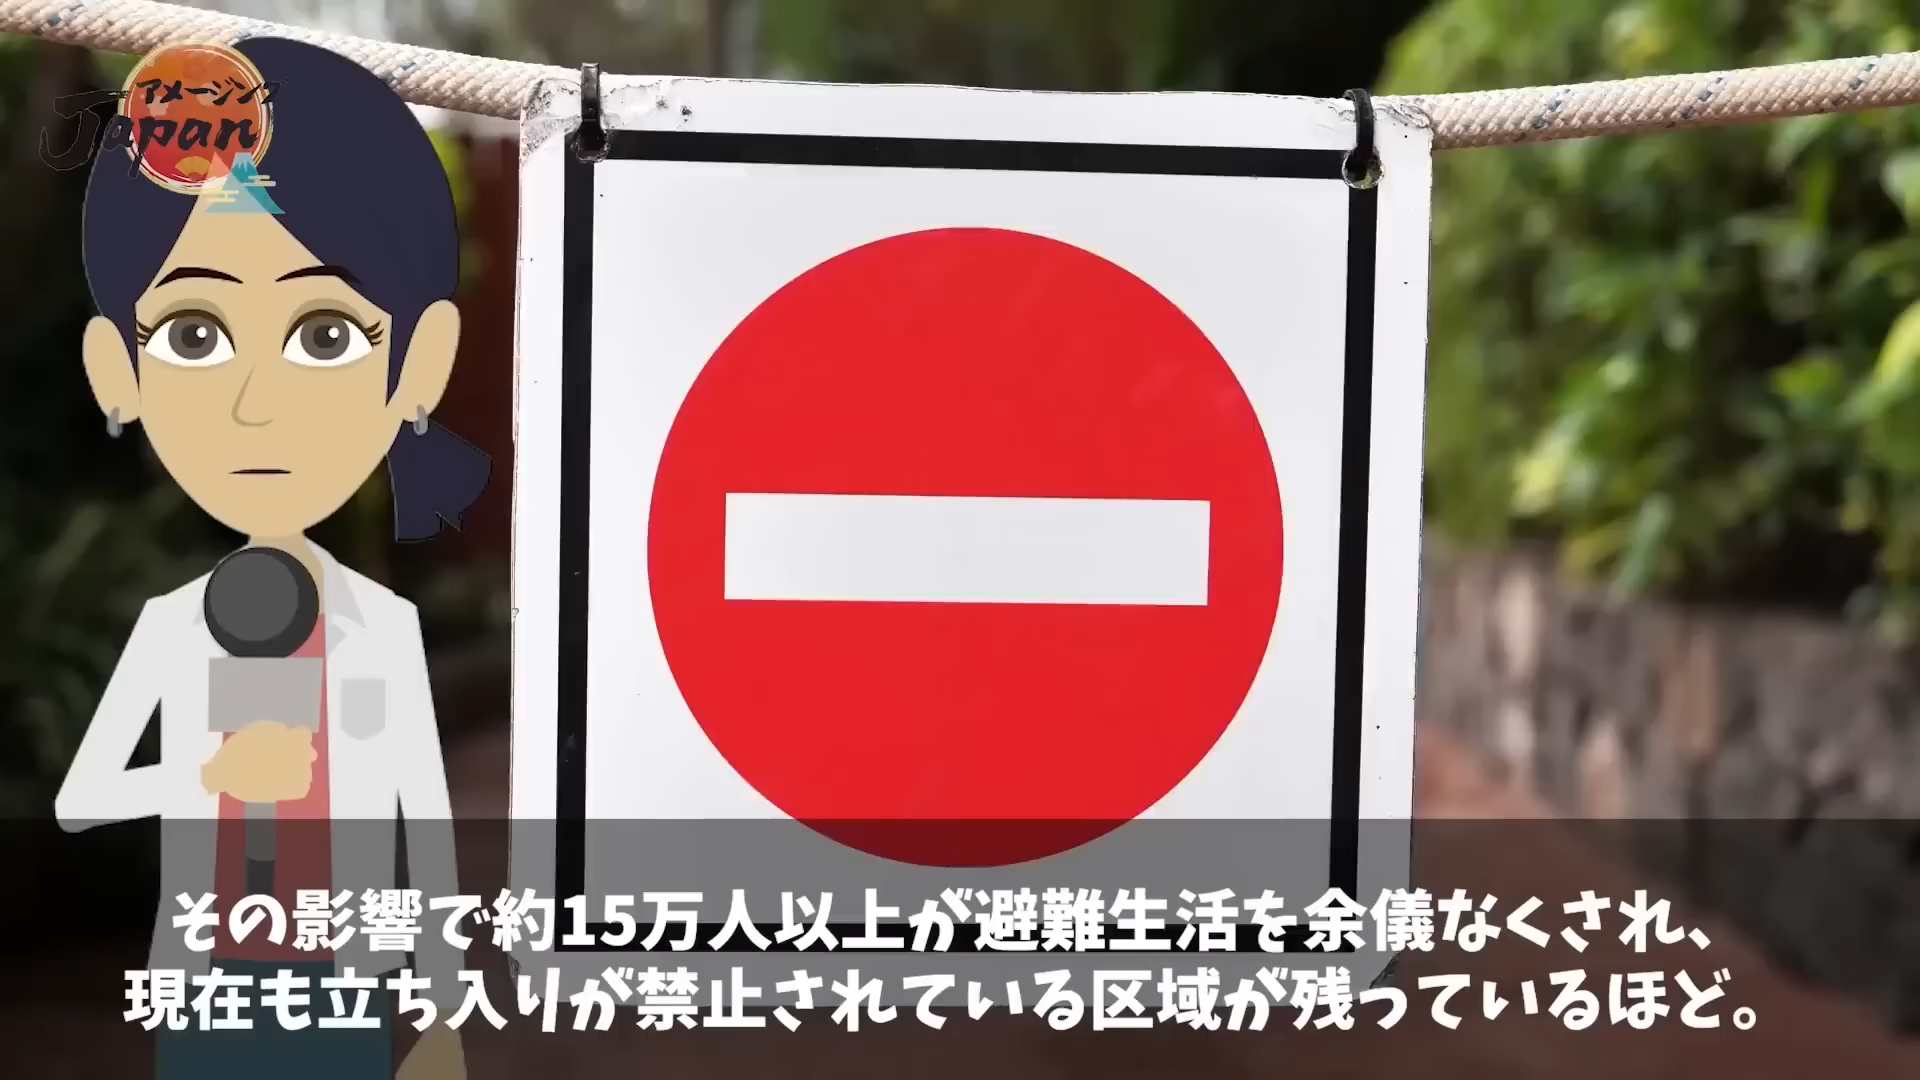 アメージング
Japan
その影響で約15万人以上が避難生活を余儀なくされ、
現在も立ち入りが禁止されている区域が残っているほど。